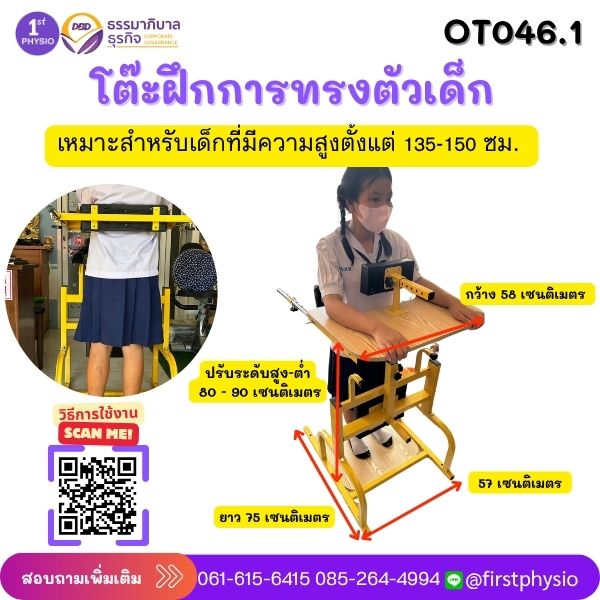 1st
PHYSIO
DBD
ธรรมาภิบาล
ธุรกิจ
CORPORATE
GOVERNANCE
OT046.1
โต๊ะฝึกการทรงตัวเด็ก
เหมาะสำหรับเด็กที่มีความสูงตั้งแต่ 135-150 ซม.
กว้าง 58 เซนติเมตร
ปรับระดับสูง-ต่ำ
80 - 90 เซนติเมตร
วิธีการใช้งาน
SCAN ME!
57 เซนติเมตร
ยาว 75 เซนติเมตร
สอบถามเพิ่มเติม
061-615-6415 085-264-4994
LINE
@firstphysio